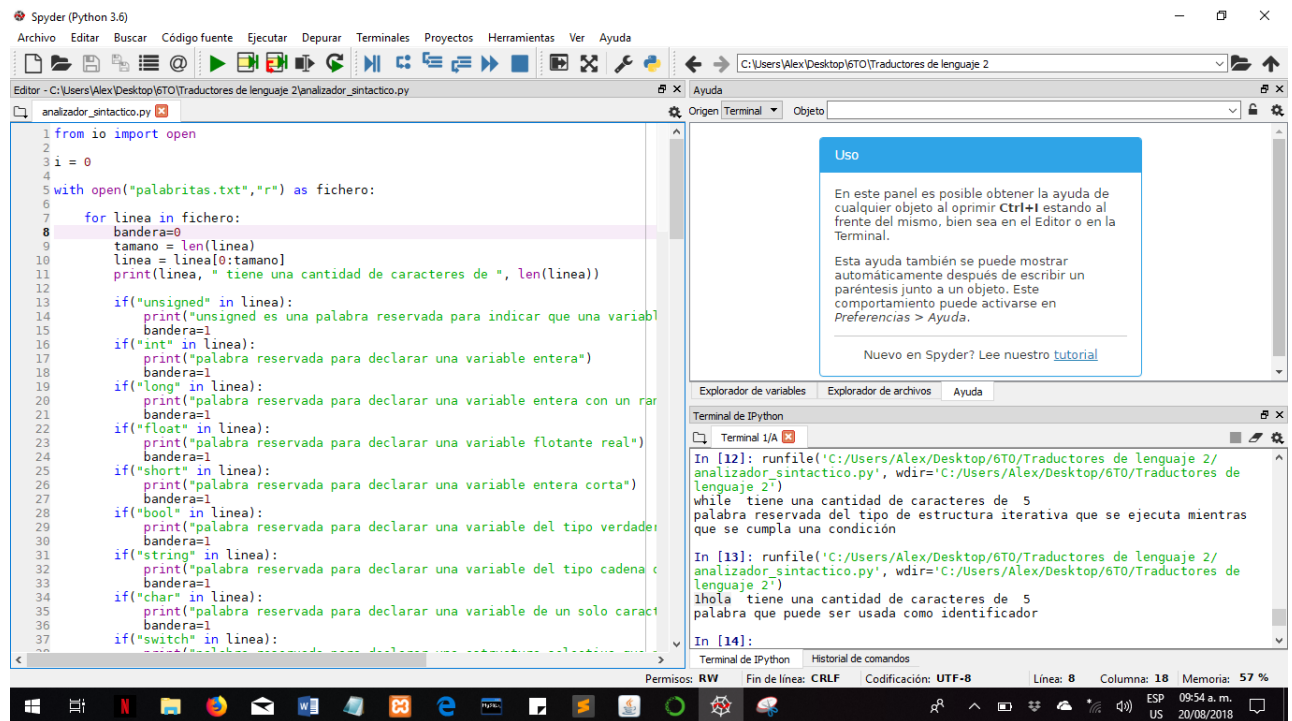 Spyder (Python 3.6)
Archivo Editar Buscar Código fuente Ejecutar Depurar Terminales Proyectos Herramientas Ver Ayuda
C:\Users\Alex\Desktop\6TO\Traductores de lenguaje 2
Editor - C:\Users\Alex\Desktop\6TO\Traductores de lenguaje 2\analizador_sintactico.py
analizador_sintactico.py
1 from io import open
2
3 i = 0
4
5 with open("palabritas.txt","r") as fichero:
6
7     for linea in fichero:
8         bandera=0
9         tamano = len(linea)
10         linea = linea[0:tamano]
11         print(linea, " tiene una cantidad de caracteres de ", len(linea))
12
13         if("unsigned" in linea):
14             print("unsigned es una palabra reservada para indicar que una variabl
15             bandera=1
16         if("int" in linea):
17             print("palabra reservada para declarar una variable entera")
18             bandera=1
19         if("long" in linea):
20             print("palabra reservada para declarar una variable entera con un ran
21             bandera=1
22         if("float" in linea):
23             print("palabra reservada para declarar una variable flotante real")
24             bandera=1
25         if("short" in linea):
26             print("palabra reservada para declarar una variable entera corta")
27             bandera=1
28         if("bool" in linea):
29             print("palabra reservada para declarar una variable del tipo verdader
30             bandera=1
31         if("string" in linea):
32             print("palabra reservada para declarar una variable del tipo cadena
33             bandera=1
34         if("char" in linea):
35             print("palabra reservada para declarar una variable de un solo caract
36             bandera=1
37         if("switch" in linea):
Ayuda
Origen Terminal Objeto
Uso
En este panel es posible obtener la ayuda de
cualquier objeto al oprimir Ctrl+I estando al
frente del mismo, bien sea en el Editor o en la
Terminal.
Esta ayuda también se puede mostrar
automáticamente después de escribir un
paréntesis junto a un objeto. Este
comportamiento puede activarse en
Preferencias > Ayuda.
Nuevo en Spyder? Lee nuestro tutorial
Explorador de variables Explorador de archivos Ayuda
Terminal de IPython
Terminal 1/A
In [12]: runfile('C:/Users/Alex/Desktop/6TO/Traductores de lenguaje 2/
analizador_sintactico.py', wdir='C:/Users/Alex/Desktop/6TO/Traductores de
lenguaje 2')
while  tiene una cantidad de caracteres de  5
palabra reservada del tipo de estructura iterativa que se ejecuta mientras
que se cumpla una condición
In [13]: runfile('C:/Users/Alex/Desktop/6TO/Traductores de lenguaje 2/
analizador_sintactico.py', wdir='C:/Users/Alex/Desktop/6TO/Traductores de
lenguaje 2')
1hola  tiene una cantidad de caracteres de  5
palabra que puede ser usada como identificador
In [14]:
Terminal de IPython Historial de comandos
Permisos: RW Fin de línea: CRLF Codificación: UTF-8 Línea: 8 Columna: 18 Memoria: 57 %
ESP
US
09:54 a. m.
20/08/2018